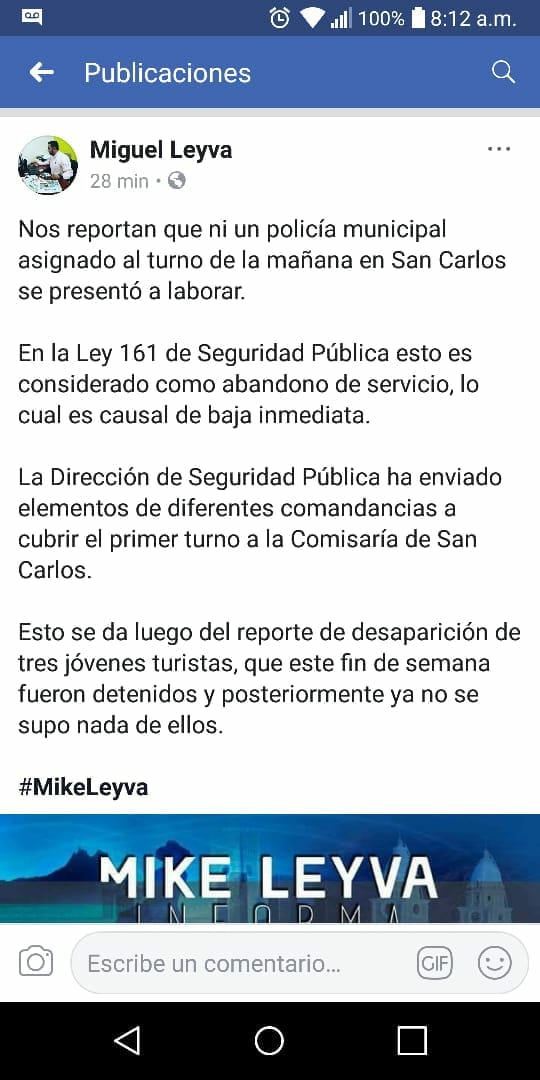 100% 8:12 a.m.
Publicaciones
Miguel Leyva
28 min
Nos reportan que ni un policía municipal
asignado al turno de la mañana en San Carlos
se presentó a laborar.
En la Ley 161 de Seguridad Pública esto es
considerado como abandono de servicio, lo
cual es causal de baja inmediata.
La Dirección de Seguridad Pública ha enviado
elementos de diferentes comandancias a
cubrir el primer turno a la Comisaría de San
Carlos.
Esto se da luego del reporte de desaparición de
tres jóvenes turistas, que este fin de semana
fueron detenidos y posteriormente ya no se
supo nada de ellos.
#MikeLeyva
MIKE LEYVA
INFORMA
Escribe un comentario...
GIF